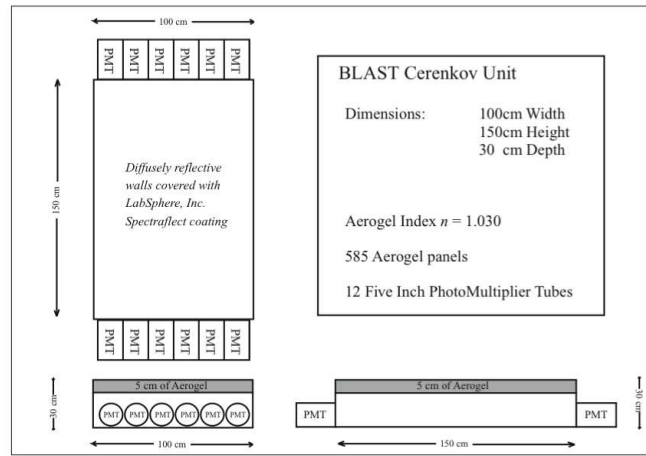 100 cm
PMT PMT PMT PMT PMT PMT
150 cm
Diffusely reflective
walls covered with
LabSphere, Inc.
Spectraflect coating
PMT PMT PMT PMT PMT PMT
BLAST Cerenkov Unit
Dimensions: 100cm Width
150cm Height
30 cm Depth
Aerogel Index n = 1.030
585 Aerogel panels
12 Five Inch PhotoMultiplier Tubes
30 cm
5 cm of Aerogel
PMT PMT PMT PMT PMT PMT
100 cm
5 cm of Aerogel
PMT PMT
30 cm
150 cm